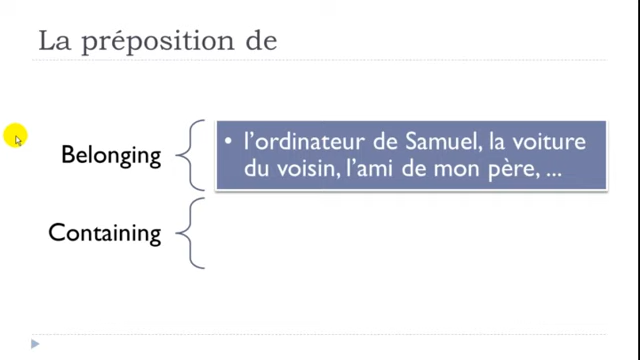 La préposition de
Belonging
• l'ordinateur de Samuel, la voiture
du voisin, l'ami de mon père, ...
Containing